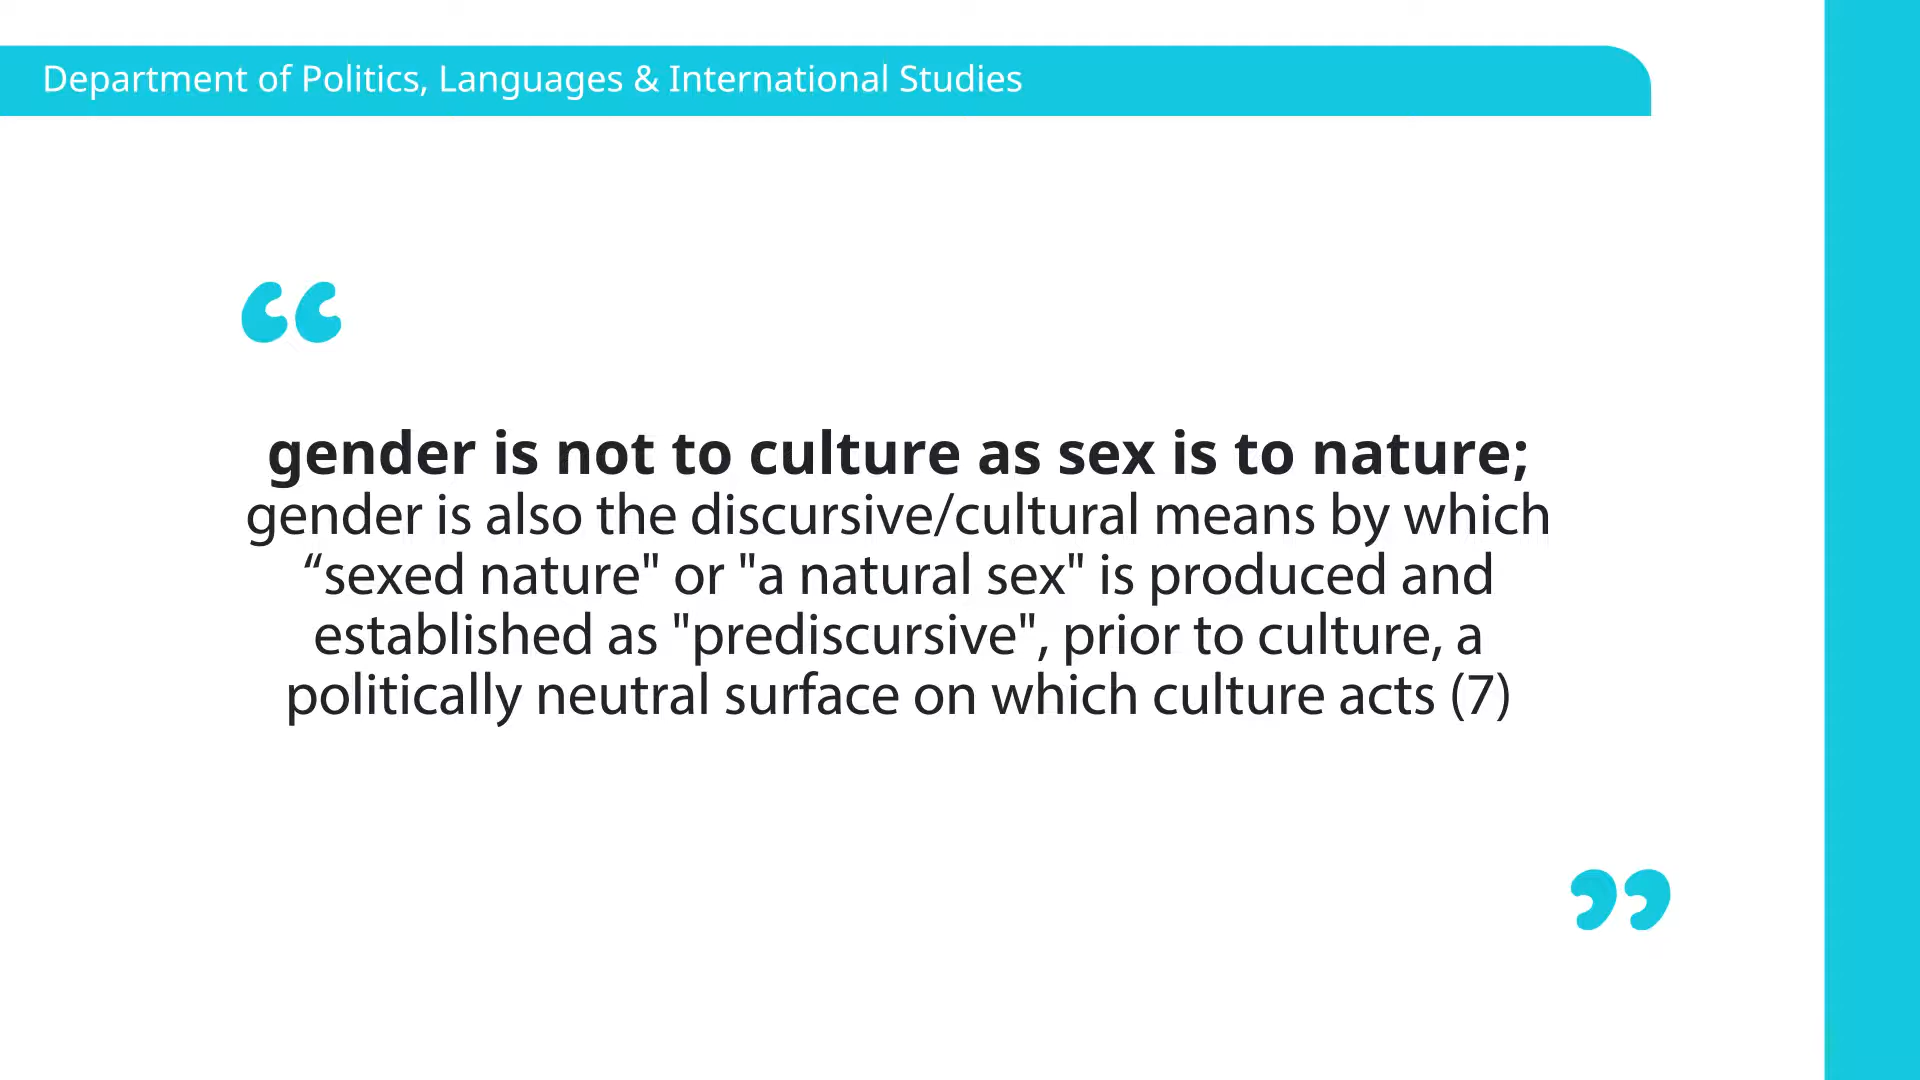 Department of Politics, Languages & International Studies
“
gender is not to culture as sex is to nature;
gender is also the discursive/cultural means by which
“sexed nature" or "a natural sex" is produced and
established as "prediscursive", prior to culture, a
politically neutral surface on which culture acts (7)
”